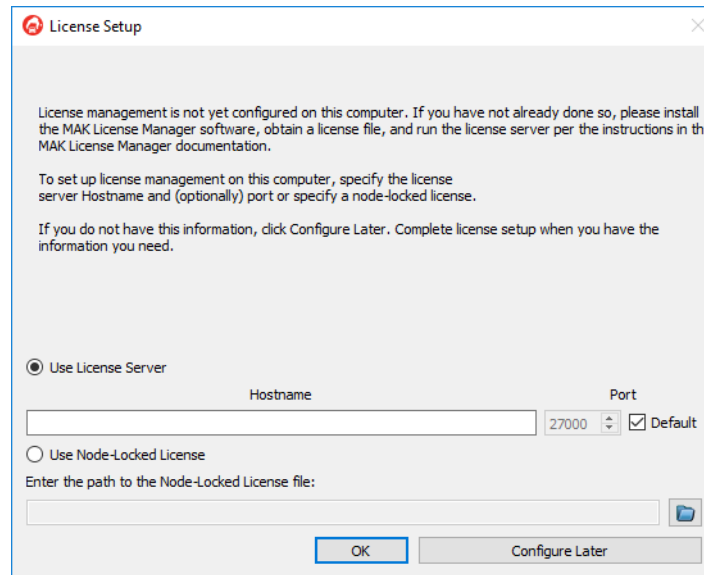 License Setup
License management is not yet configured on this computer. If you have not already done so, please install
the MAK License Manager software, obtain a license file, and run the license server per the instructions in th
MAK License Manager documentation.
To set up license management on this computer, specify the license
server Hostname and (optionally) port or specify a node-locked license.
If you do not have this information, click Configure Later. Complete license setup when you have the
information you need.
Use License Server
Hostname Port
27000 Default
Use Node-Locked License
Enter the path to the Node-Locked License file:
OK Configure Later